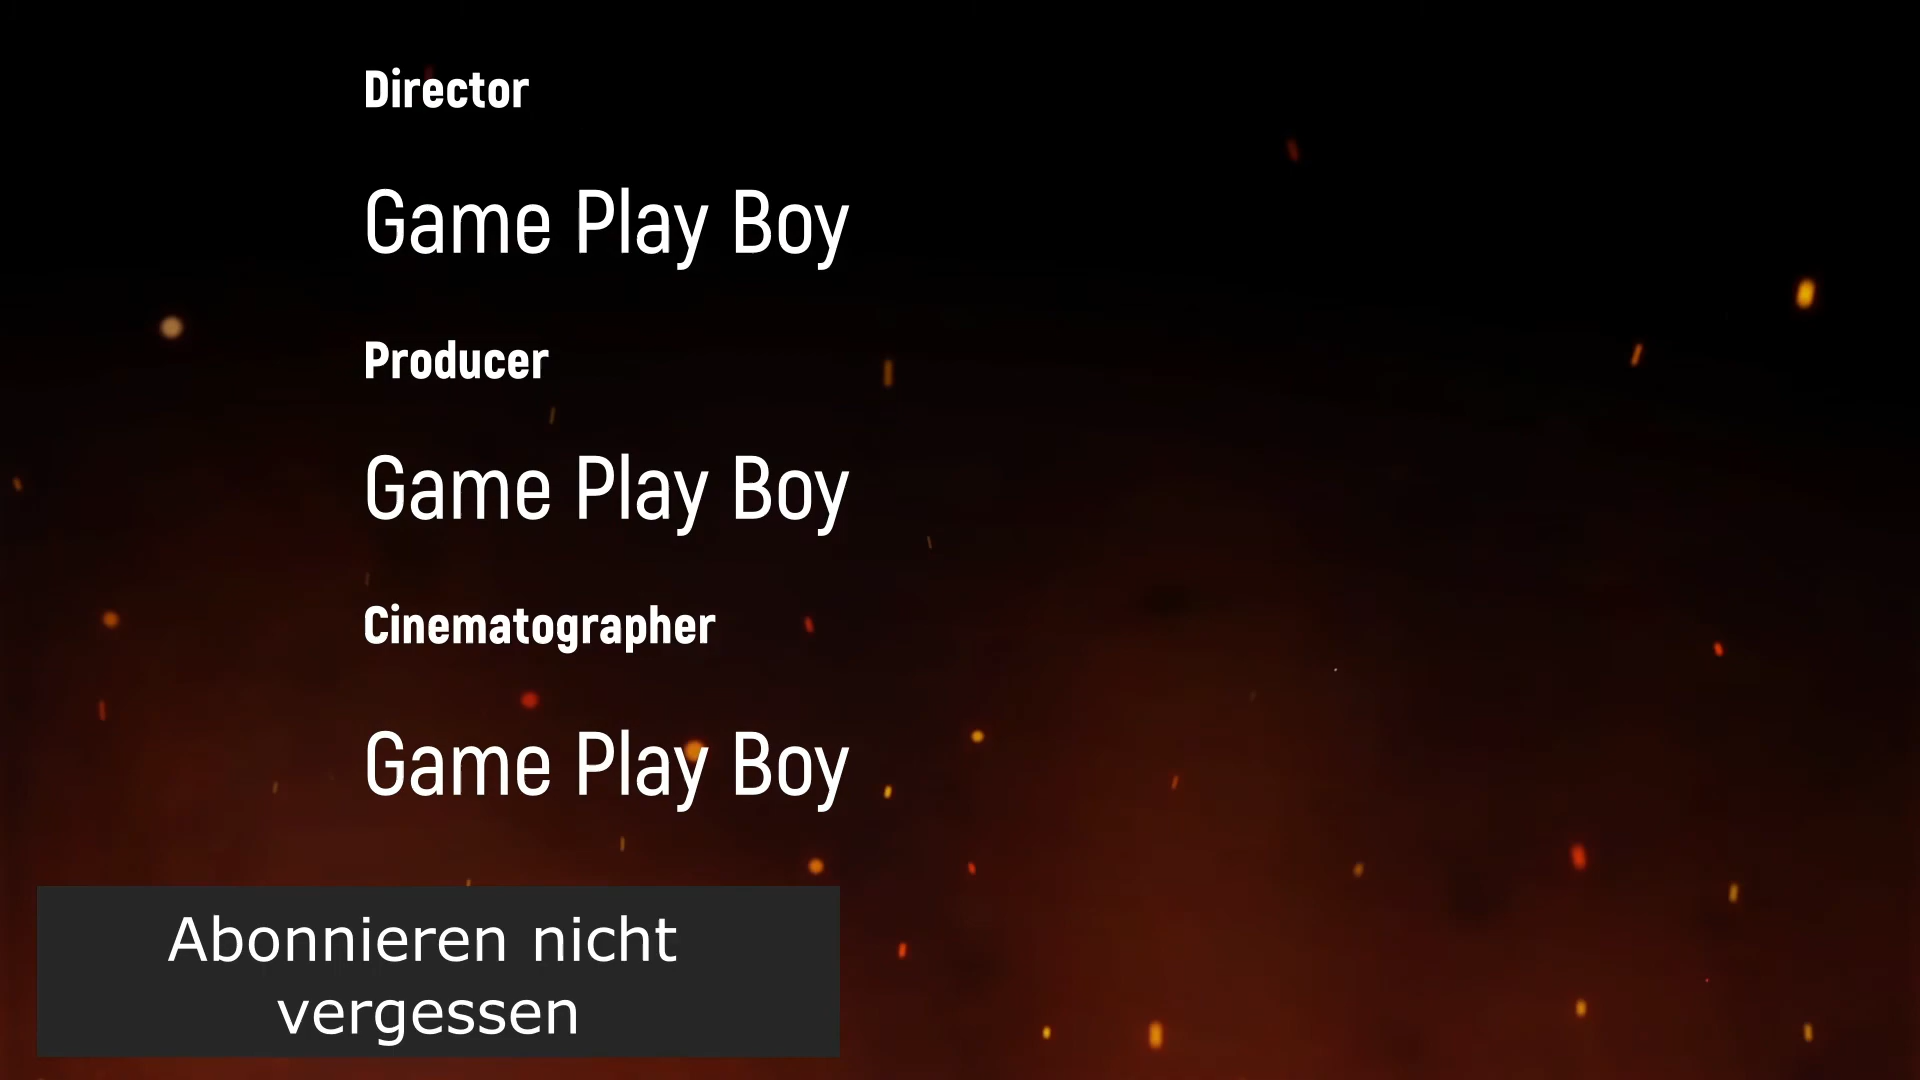 Director
Game Play Boy
Producer
Game Play Boy
Cinematographer
Game Play Boy
Abonnieren nicht
vergessen